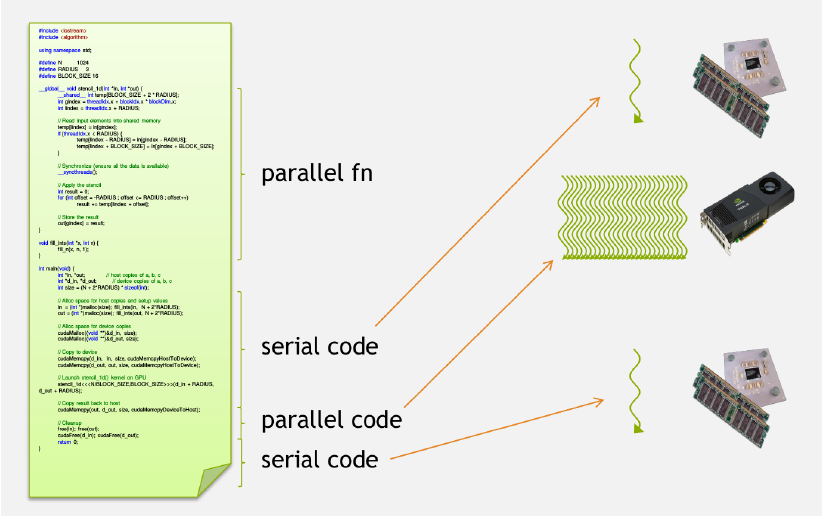 #include <iostream>
#include <algorithm>
using namespace std;
#define N 1024
#define RADIUS 3
#define BLOCK_SIZE 16
__global__ void stencil_1d(int *in, int *out) {
__shared__ int temp[BLOCK_SIZE + 2 * RADIUS];
int gindex = threadIdx.x + blockIdx.x * blockDim.x;
int lindex = threadIdx.x + RADIUS;
// Read input elements into shared memory
temp[lindex] = in[gindex];
if (threadIdx.x < RADIUS) {
temp[lindex - RADIUS] = in[gindex - RADIUS];
temp[lindex + BLOCK_SIZE] = in[gindex + BLOCK_SIZE];
}
// Synchronize (ensure all the data is available)
__syncthreads();
// Apply the stencil
int result = 0;
for (int offset = -RADIUS ; offset <= RADIUS ; offset++)
result += temp[lindex + offset];
// Store the result
out[gindex] = result;
}
void fill_ints(int *x, int n) {
fill_n(x, n, 1);
}
int main(void) {
int *in, *out; // host copies of a, b, c
int *d_in, *d_out; // device copies of a, b, c
int size = (N + 2*RADIUS) * sizeof(int);
// Alloc space for host copies and setup values
in = (int *)malloc(size); fill_ints(in, N + 2*RADIUS);
out = (int *)malloc(size); fill_ints(out, N + 2*RADIUS);
// Alloc space for device copies
cudaMalloc((void **)&d_in, size);
cudaMalloc((void **)&d_out, size);
// Copy to device
cudaMemcpy(d_in, in, size, cudaMemcpyHostToDevice);
cudaMemcpy(d_out, out, size, cudaMemcpyHostToDevice);
// Launch stencil_1d() kernel on GPU
stencil_1d<<<N/BLOCK_SIZE,BLOCK_SIZE>>>(d_in + RADIUS,
d_out + RADIUS);
// Copy result back to host
cudaMemcpy(out, d_out, size, cudaMemcpyDeviceToHost);
// Cleanup
free(in); free(out);
cudaFree(d_in); cudaFree(d_out);
return 0;
}
parallel fn
serial code
parallel code
serial code